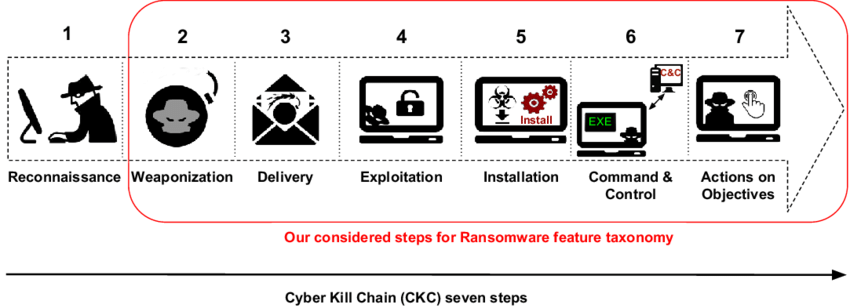 1 2 3 4 5 6 7
C&C
EXE
Install
Reconnaissance Weaponization Delivery Exploitation Installation Command & Control Actions on Objectives
Our considered steps for Ransomware feature taxonomy
Cyber Kill Chain (CKC) seven steps